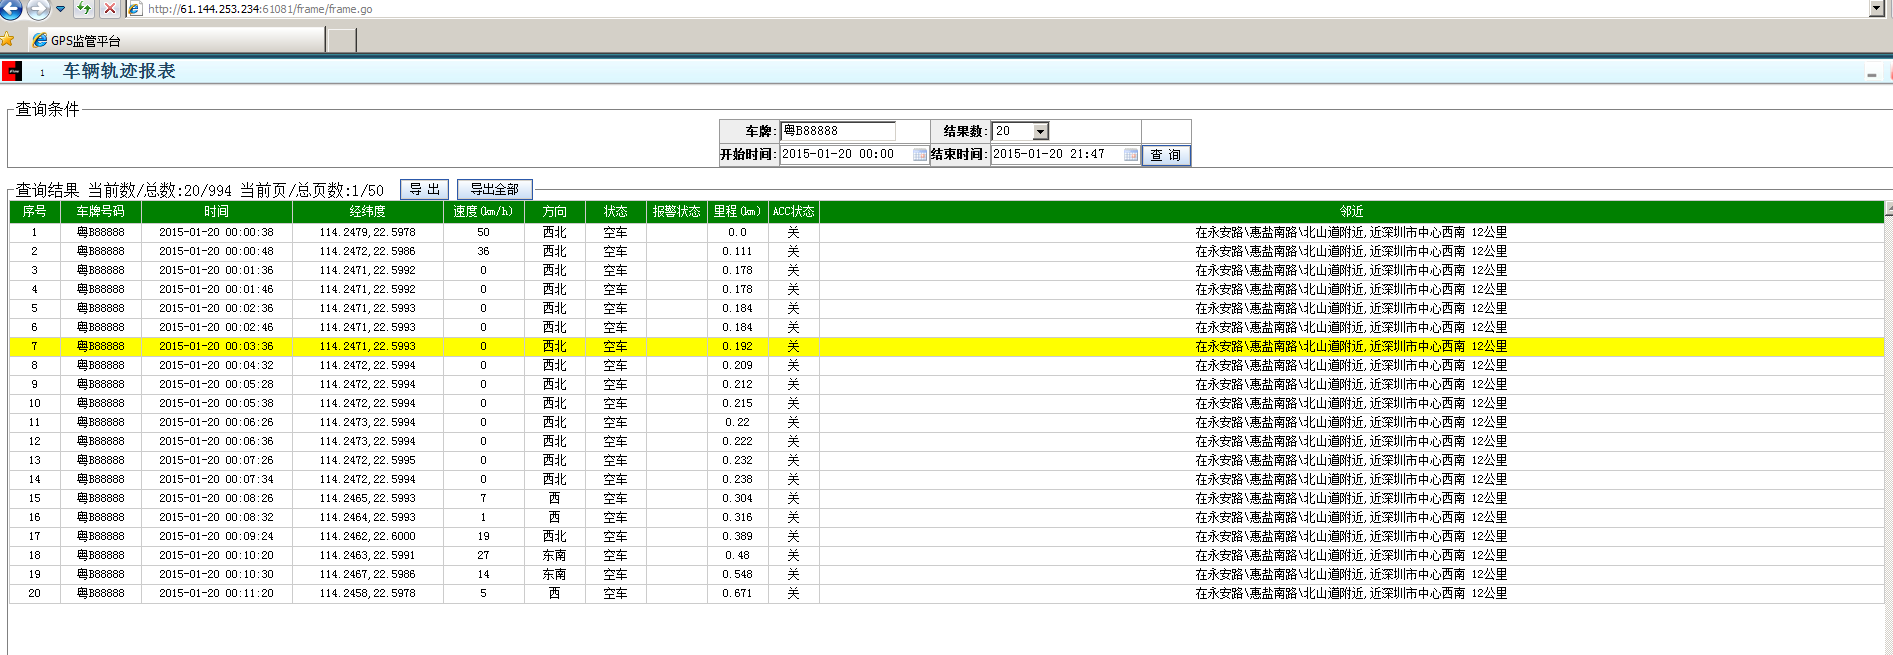 http://61.144.253.234:61081/frame/frame.go
GPS监管平台
1 车辆轨迹报表
查询条件
车牌: 粤B88888 结果数: 20
开始时间: 2015-01-20 00:00 结束时间: 2015-01-20 21:47 查 询
查询结果 当前数/总数:20/994 当前页/总页数:1/50 导 出 导出全部
序号 车牌号码 时间 经纬度 速度(km/h) 方向 状态 报警状态 里程(km) ACC状态 邻近
1 粤B88888 2015-01-20 00:00:38 114.2479,22.5978 50 西北 空车 0.0 关 在永安路\惠盐南路\北山道附近,近深圳市中心西南 12公里
2 粤B88888 2015-01-20 00:00:48 114.2472,22.5986 36 西北 空车 0.111 关 在永安路\惠盐南路\北山道附近,近深圳市中心西南 12公里
3 粤B88888 2015-01-20 00:01:36 114.2471,22.5992 0 西北 空车 0.178 关 在永安路\惠盐南路\北山道附近,近深圳市中心西南 12公里
4 粤B88888 2015-01-20 00:01:46 114.2471,22.5992 0 西北 空车 0.178 关 在永安路\惠盐南路\北山道附近,近深圳市中心西南 12公里
5 粤B88888 2015-01-20 00:02:36 114.2471,22.5993 0 西北 空车 0.184 关 在永安路\惠盐南路\北山道附近,近深圳市中心西南 12公里
6 粤B88888 2015-01-20 00:02:46 114.2471,22.5993 0 西北 空车 0.184 关 在永安路\惠盐南路\北山道附近,近深圳市中心西南 12公里
7 粤B88888 2015-01-20 00:03:36 114.2471,22.5993 0 西北 空车 0.192 关 在永安路\惠盐南路\北山道附近,近深圳市中心西南 12公里
8 粤B88888 2015-01-20 00:04:32 114.2472,22.5994 0 西北 空车 0.209 关 在永安路\惠盐南路\北山道附近,近深圳市中心西南 12公里
9 粤B88888 2015-01-20 00:05:28 114.2472,22.5994 0 西北 空车 0.212 关 在永安路\惠盐南路\北山道附近,近深圳市中心西南 12公里
10 粤B88888 2015-01-20 00:05:38 114.2472,22.5994 0 西北 空车 0.215 关 在永安路\惠盐南路\北山道附近,近深圳市中心西南 12公里
11 粤B88888 2015-01-20 00:06:26 114.2473,22.5994 0 西北 空车 0.22 关 在永安路\惠盐南路\北山道附近,近深圳市中心西南 12公里
12 粤B88888 2015-01-20 00:06:36 114.2473,22.5994 0 西北 空车 0.222 关 在永安路\惠盐南路\北山道附近,近深圳市中心西南 12公里
13 粤B88888 2015-01-20 00:07:26 114.2472,22.5995 0 西北 空车 0.232 关 在永安路\惠盐南路\北山道附近,近深圳市中心西南 12公里
14 粤B88888 2015-01-20 00:07:34 114.2472,22.5994 0 西北 空车 0.238 关 在永安路\惠盐南路\北山道附近,近深圳市中心西南 12公里
15 粤B88888 2015-01-20 00:08:26 114.2465,22.5993 7 西 空车 0.304 关 在永安路\惠盐南路\北山道附近,近深圳市中心西南 12公里
16 粤B88888 2015-01-20 00:08:32 114.2464,22.5993 1 西 空车 0.316 关 在永安路\惠盐南路\北山道附近,近深圳市中心西南 12公里
17 粤B88888 2015-01-20 00:09:24 114.2462,22.6000 19 西北 空车 0.389 关 在永安路\惠盐南路\北山道附近,近深圳市中心西南 12公里
18 粤B88888 2015-01-20 00:10:20 114.2463,22.5991 27 东南 空车 0.48 关 在永安路\惠盐南路\北山道附近,近深圳市中心西南 12公里
19 粤B88888 2015-01-20 00:10:30 114.2467,22.5986 14 东南 空车 0.548 关 在永安路\惠盐南路\北山道附近,近深圳市中心西南 12公里
20 粤B88888 2015-01-20 00:11:20 114.2458,22.5978 5 西 空车 0.671 关 在永安路\惠盐南路\北山道附近,近深圳市中心西南 12公里